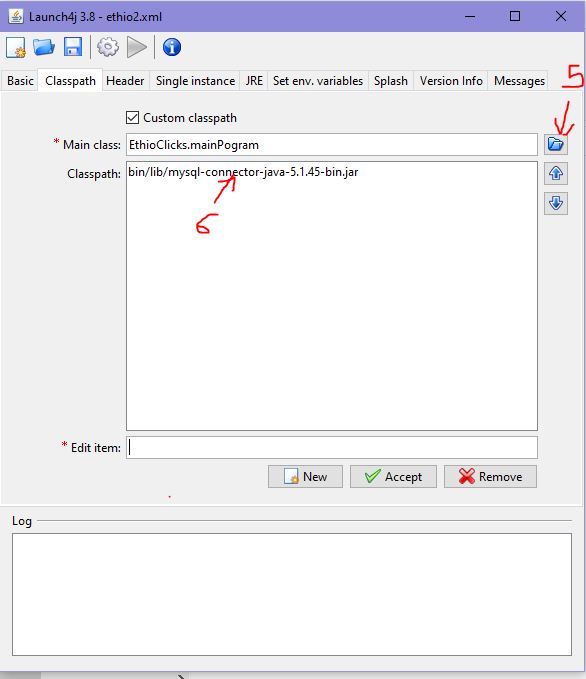 Launch4j 3.8 - ethio2.xml
Basic Classpath Header Single instance JRE Set env. variables Splash Version Info Messages
5
Custom classpath
* Main class: EthioClicks.mainPogram
Classpath: bin/lib/mysql-connector-java-5.1.45-bin.jar
6
* Edit item:
New Accept Remove
Log